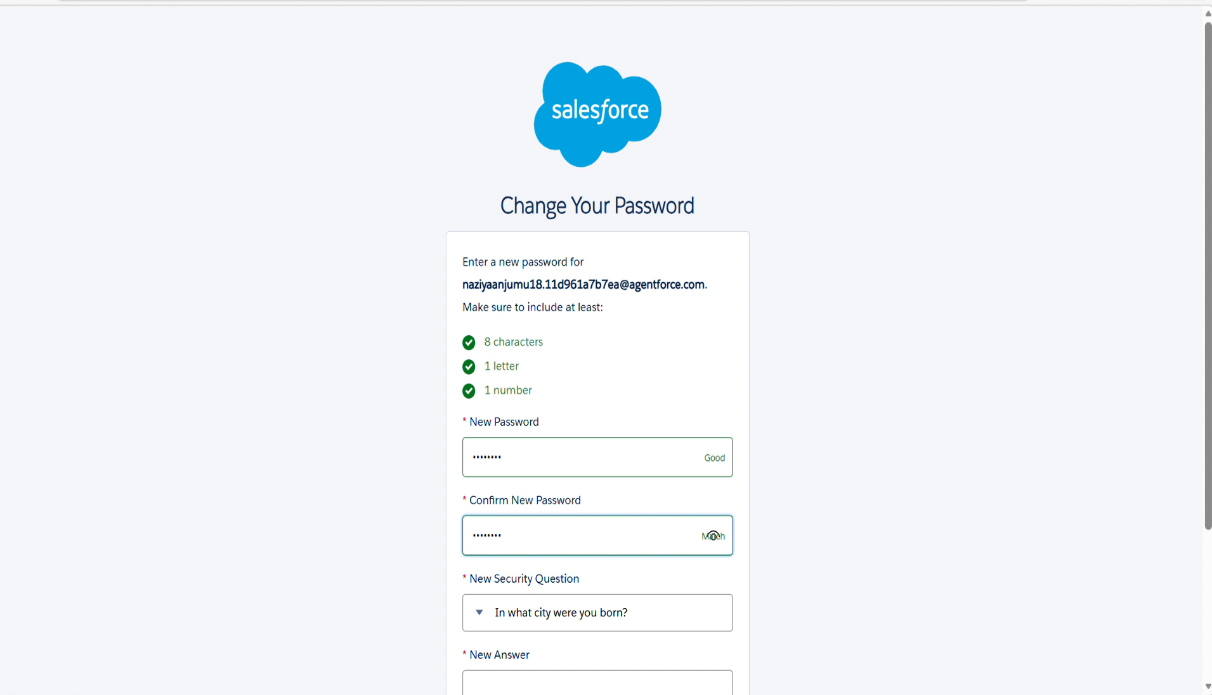 salesforce
Change Your Password
Enter a new password for
naziyaanjumu18.11d961a7b7ea@agentforce.com.
Make sure to include at least:
8 characters
1 letter
1 number
* New Password
••••••••
Good
* Confirm New Password
••••••••
Match
* New Security Question
In what city were you born?
* New Answer